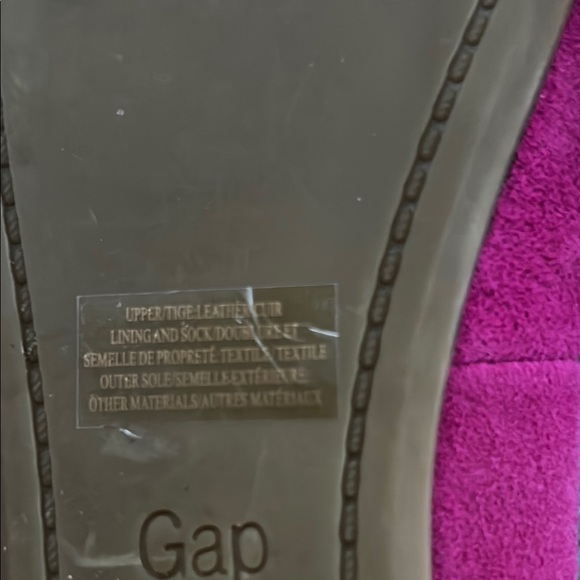 UPPER/TIGE:LEATHER/CUIR
LINING AND SOCK/DOUBLURE ET
SEMELLE DE PROPRETÉ:TEXTILE/TEXTILE
OUTER SOLE/SEMELLE EXTÉRIEURE:
OTHER MATERIALS/AUTRES MATÉRIAUX
Gap